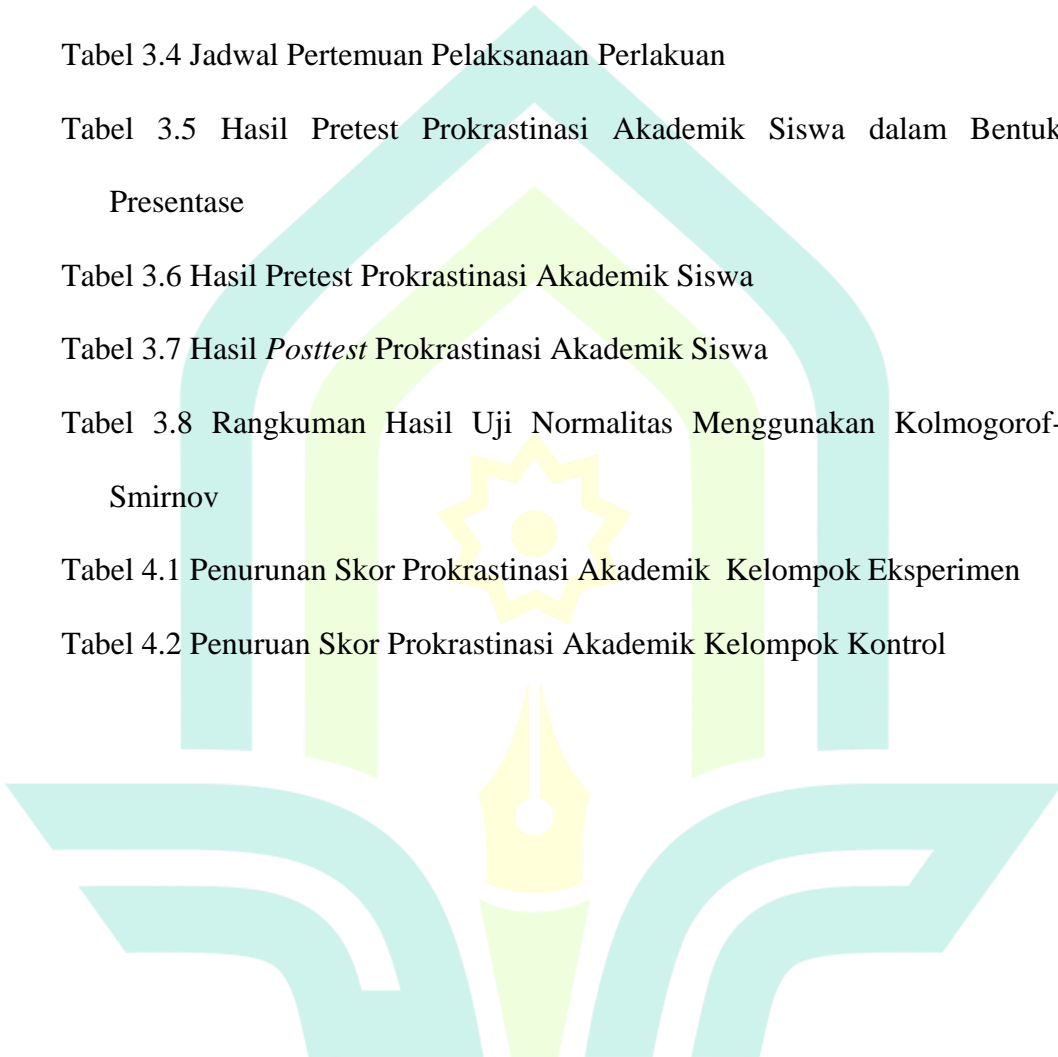 Tabel 3.4 Jadwal Pertemuan Pelaksanaan Perlakuan
Tabel 3.5 Hasil Pretest Prokrastinasi Akademik Siswa dalam Bentuk
Presentase
Tabel 3.6 Hasil Pretest Prokrastinasi Akademik Siswa
Tabel 3.7 Hasil Posttest Prokrastinasi Akademik Siswa
Tabel 3.8 Rangkuman Hasil Uji Normalitas Menggunakan Kolmogorof-
Smirnov
Tabel 4.1 Penurunan Skor Prokrastinasi Akademik Kelompok Eksperimen
Tabel 4.2 Penuruan Skor Prokrastinasi Akademik Kelompok Kontrol